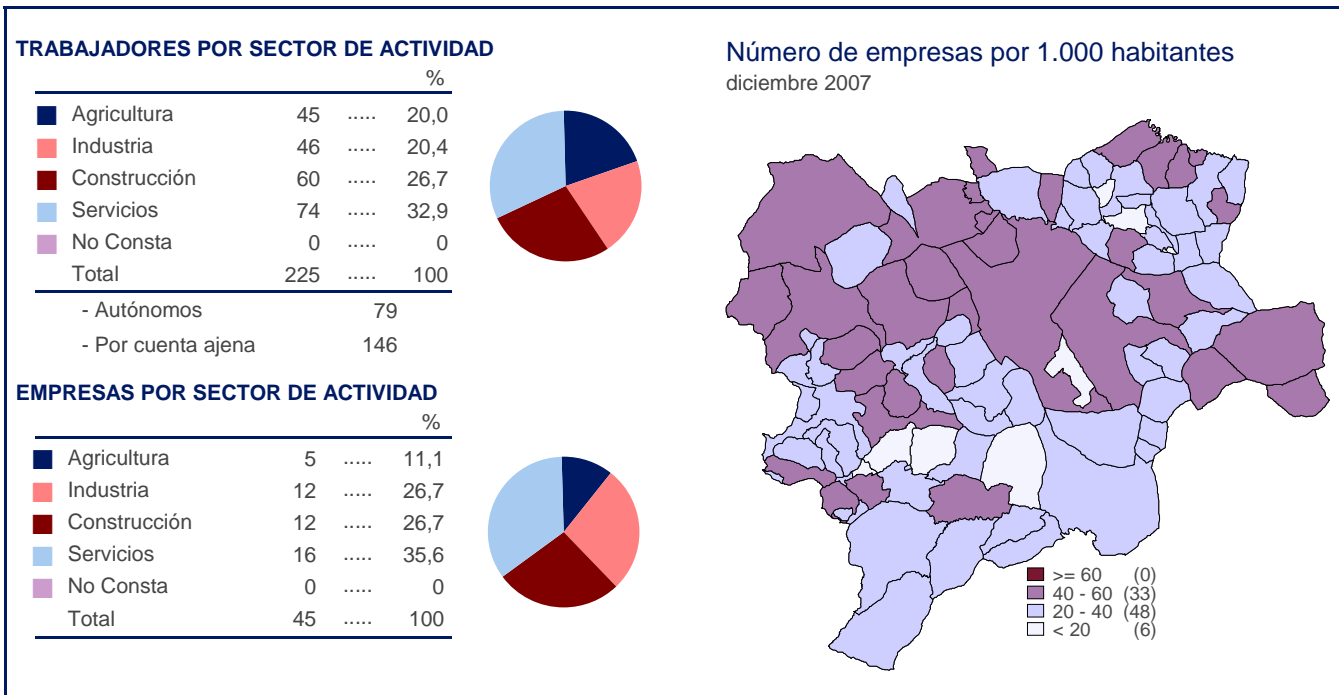 TRABAJADORES POR SECTOR DE ACTIVIDAD
%
Agricultura 45 ..... 20,0
Industria 46 ..... 20,4
Construcción 60 ..... 26,7
Servicios 74 ..... 32,9
No Consta 0 ..... 0
Total 225 ..... 100
- Autónomos 79
- Por cuenta ajena 146
EMPRESAS POR SECTOR DE ACTIVIDAD
%
Agricultura 5 ..... 11,1
Industria 12 ..... 26,7
Construcción 12 ..... 26,7
Servicios 16 ..... 35,6
No Consta 0 ..... 0
Total 45 ..... 100
Número de empresas por 1.000 habitantes
diciembre 2007
>= 60 (0)
40 - 60 (33)
20 - 40 (48)
< 20 (6)